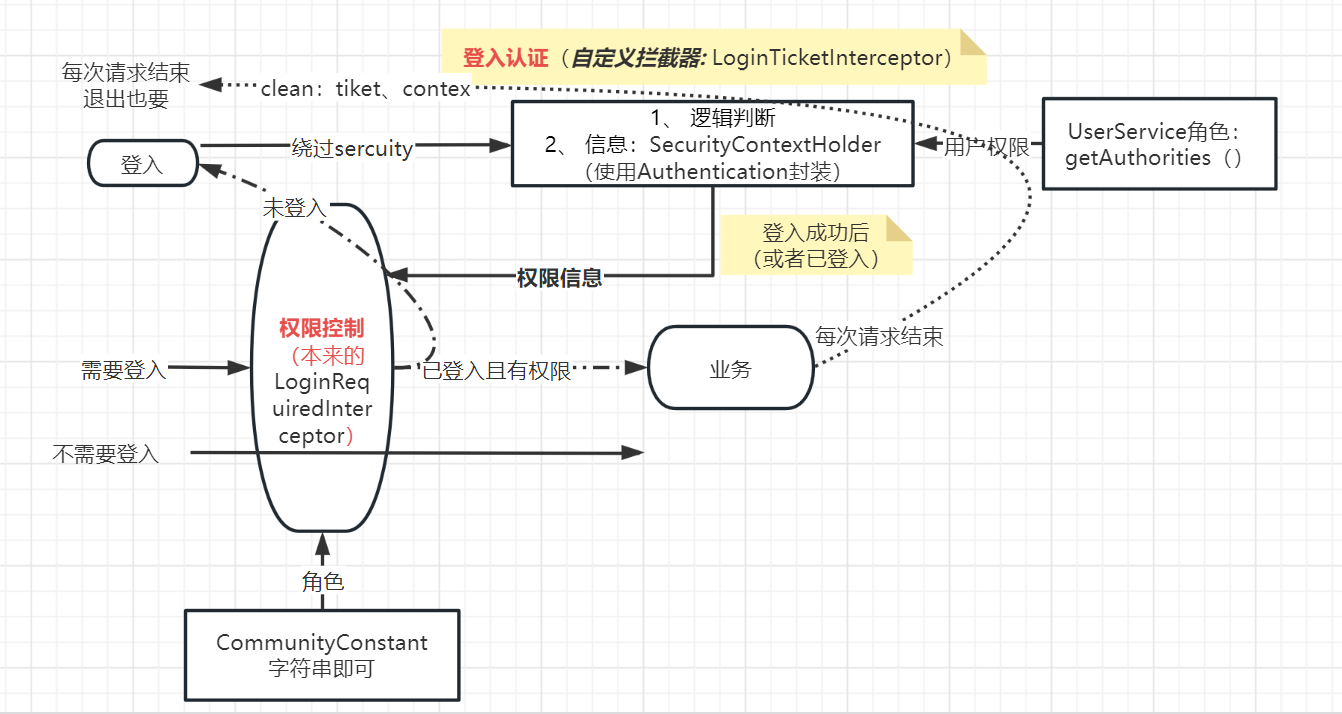 登入认证（自定义拦截器: LoginTicketInterceptor）
每次请求结束
退出也要
clean：tiket、contex
1、 逻辑判断
2、 信息：SecurityContextHolder
（使用Authentication封装）
UserService角色：
getAuthorities（）
用户权限
登入
绕过sercuity
未登入
登入成功后
（或者已登入）
权限信息
权限控制
（本来的
LoginReq
uiredInter
ceptor）
需要登入
已登入且有权限
业务
每次请求结束
不需要登入
角色
CommunityConstant
字符串即可